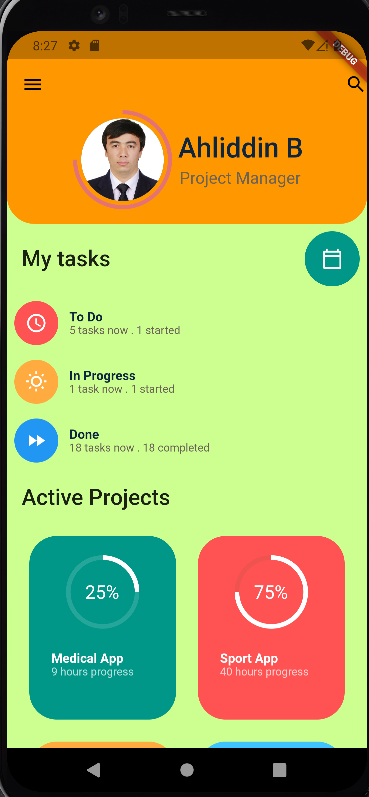 8:27
DEBUG
Ahliddin B
Project Manager
My tasks
To Do
5 tasks now . 1 started
In Progress
1 task now . 1 started
Done
18 tasks now . 18 completed
Active Projects
25%
75%
Medical App
9 hours progress
Sport App
40 hours progress